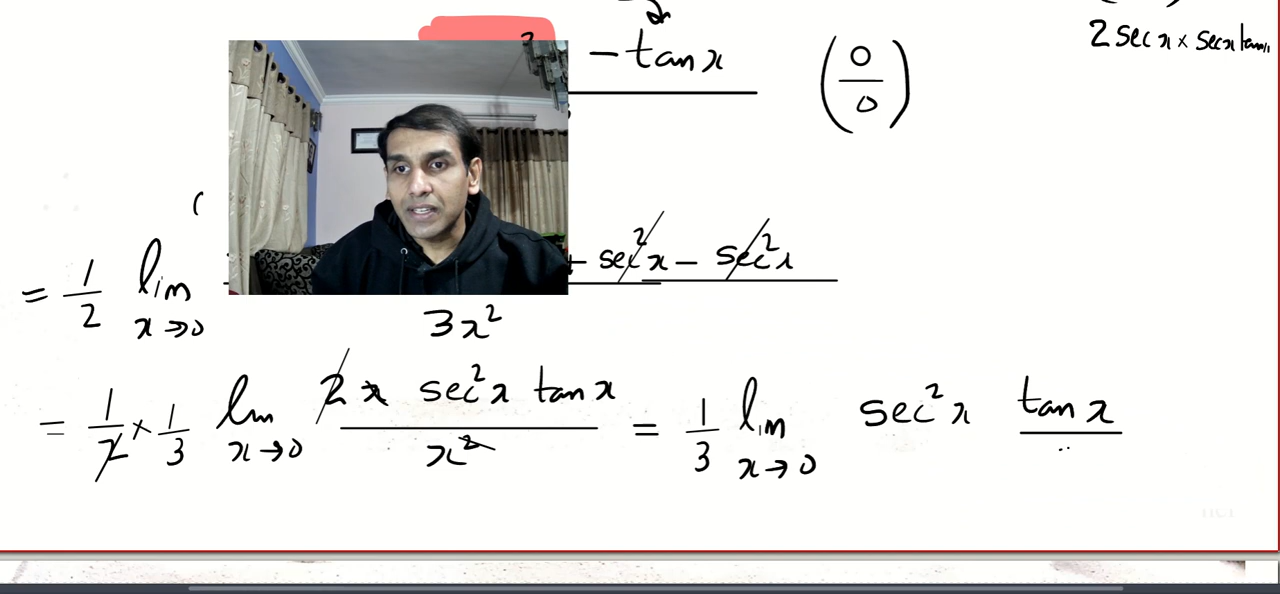 2 sec x × sec x tan x
2 - tan x (0/0)
= 1/2 lim x→0 + sec²x - sec²x
3x²
= 1/2 × 1/3 lim x→0 2x sec²x tan x / x² = 1/3 lim x→0 sec²x tan x